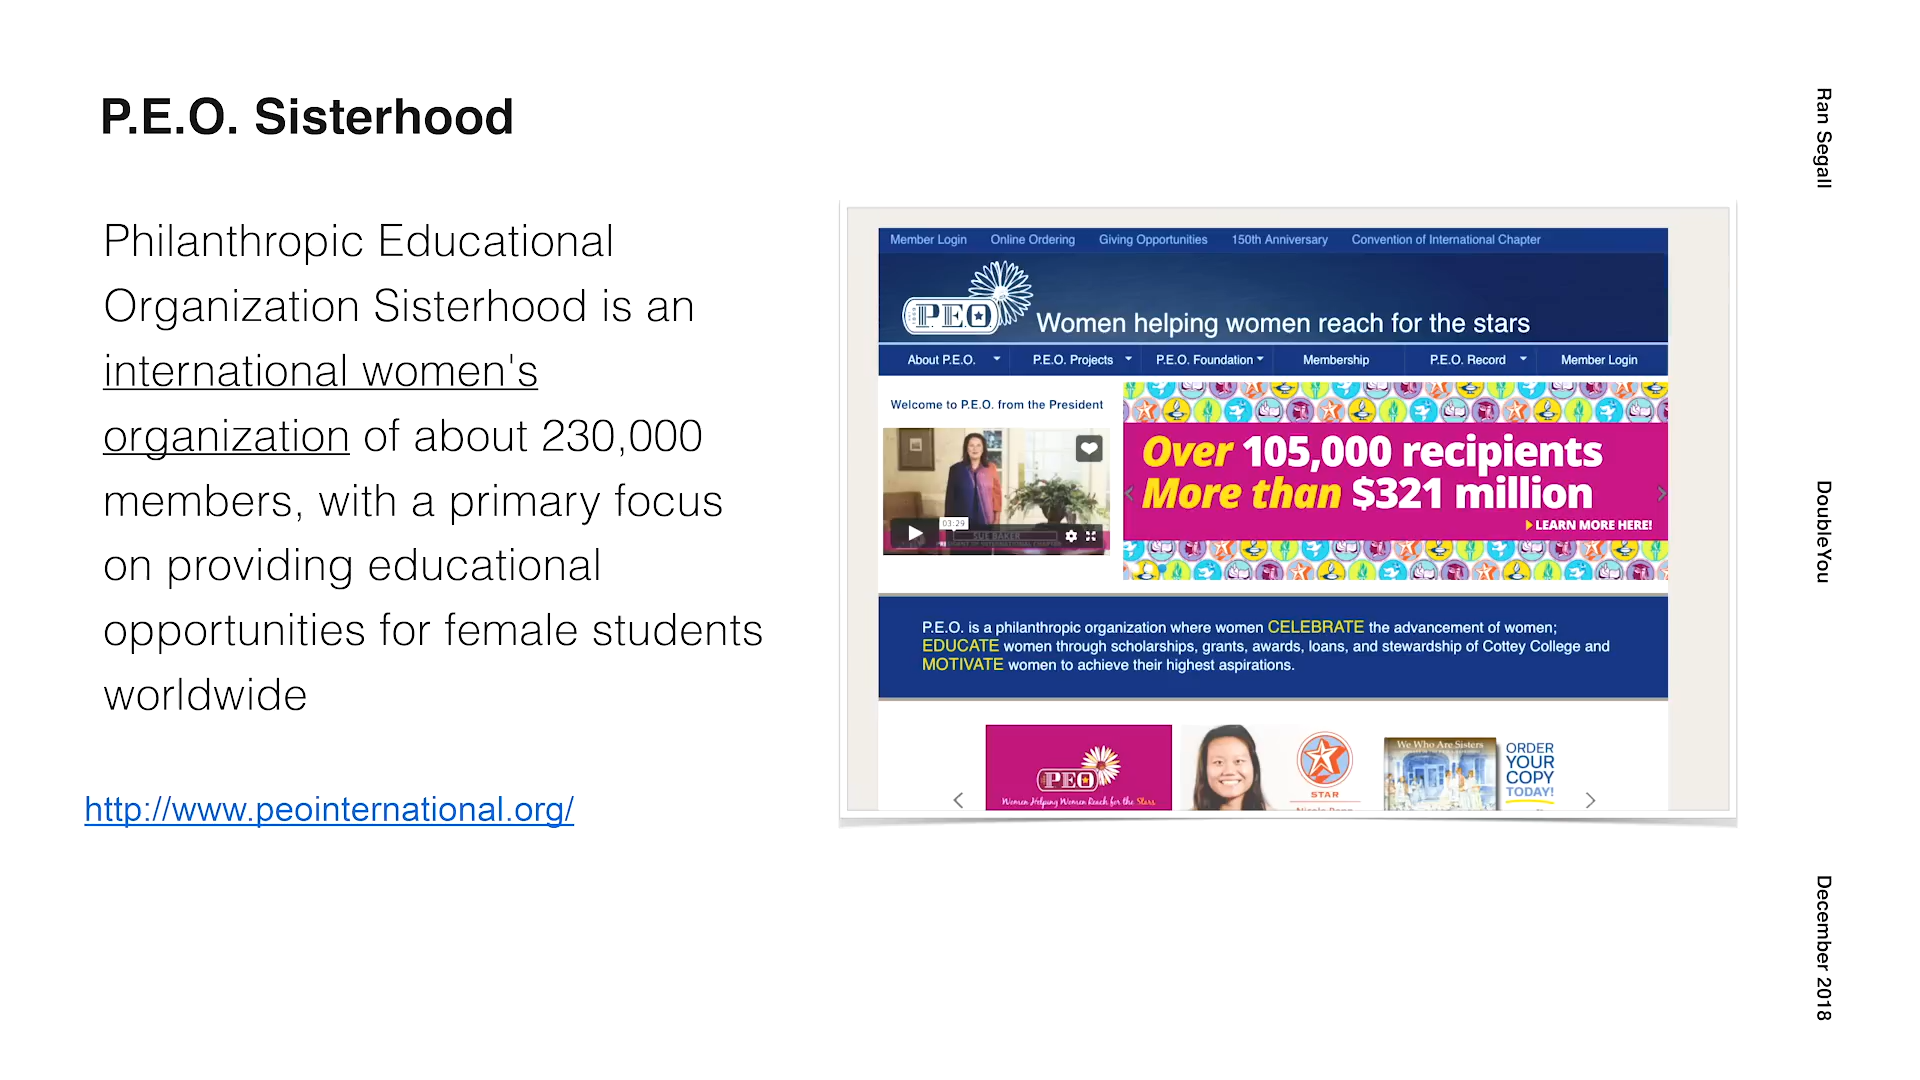 P.E.O. Sisterhood
Philanthropic Educational
Organization Sisterhood is an
international women's
organization of about 230,000
members, with a primary focus
on providing educational
opportunities for female students
worldwide
http://www.peointernational.org/
Member Login Online Ordering Giving Opportunities 150th Anniversary Convention of International Chapter
PEO
Women helping women reach for the stars
About P.E.O. P.E.O. Projects P.E.O. Foundation Membership P.E.O. Record Member Login
Welcome to P.E.O. from the President
03:29
SUE BAKER
Over 105,000 recipients
More than $321 million
LEARN MORE HERE!
P.E.O. is a philanthropic organization where women CELEBRATE the advancement of women;
EDUCATE women through scholarships, grants, awards, loans, and stewardship of Cottey College and
MOTIVATE women to achieve their highest aspirations.
PEO
Women Helping Women Reach for the Stars
STAR
We Who Are Sisters
ORDER
YOUR
COPY
TODAY!
Ran Segall
DoubleYou
December 2018